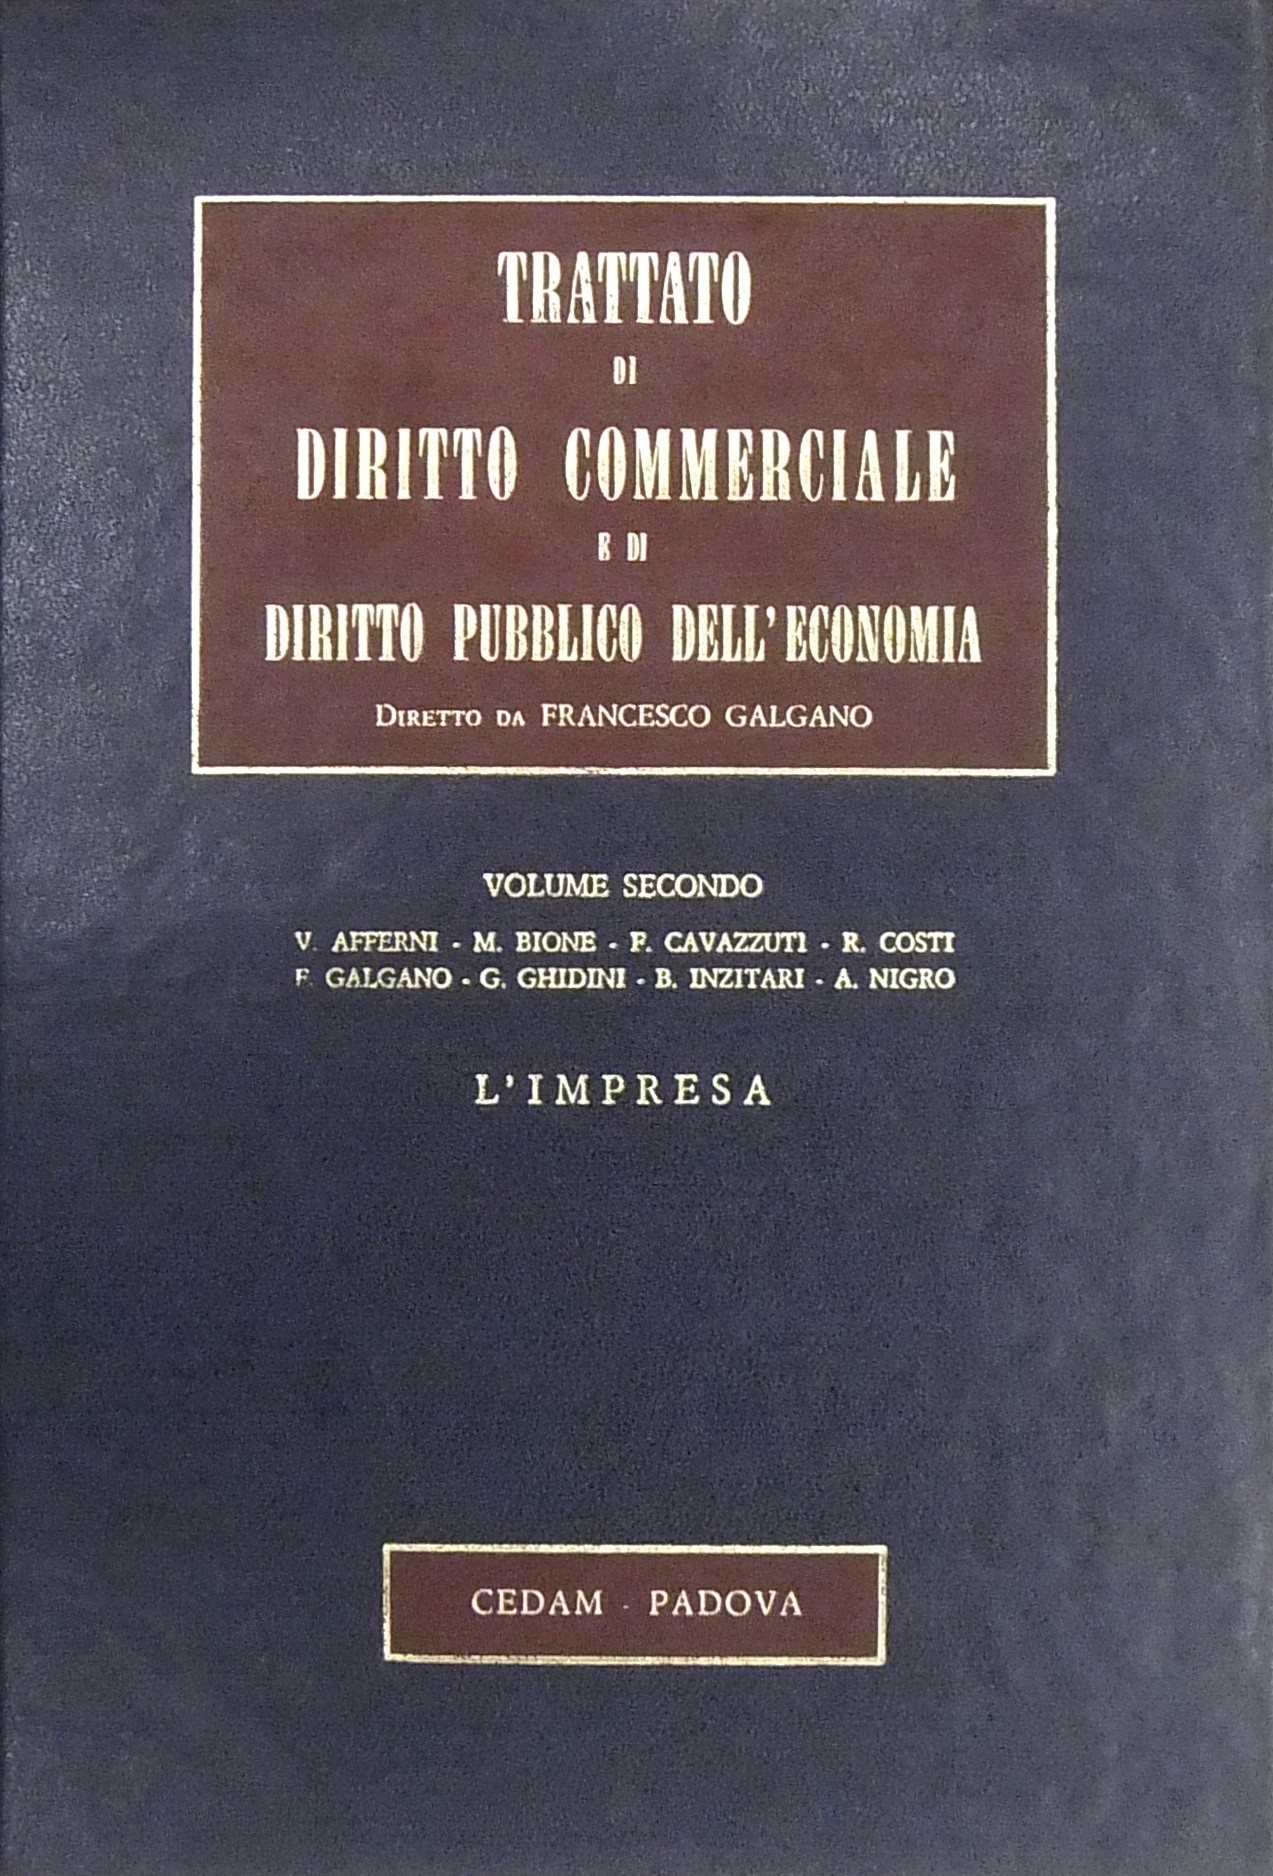 TRATTATO
DI
DIRITTO COMMERCIALE
E DI
DIRITTO PUBBLICO DELL'ECONOMIA
DIRETTO DA FRANCESCO GALGANO
VOLUME SECONDO
V. AFFERNI - M. BIONE - F. CAVAZZUTI - R. COSTI
F. GALGANO - G. GHIDINI - B. INZITARI - A. NIGRO
L'IMPRESA
CEDAM - PADOVA